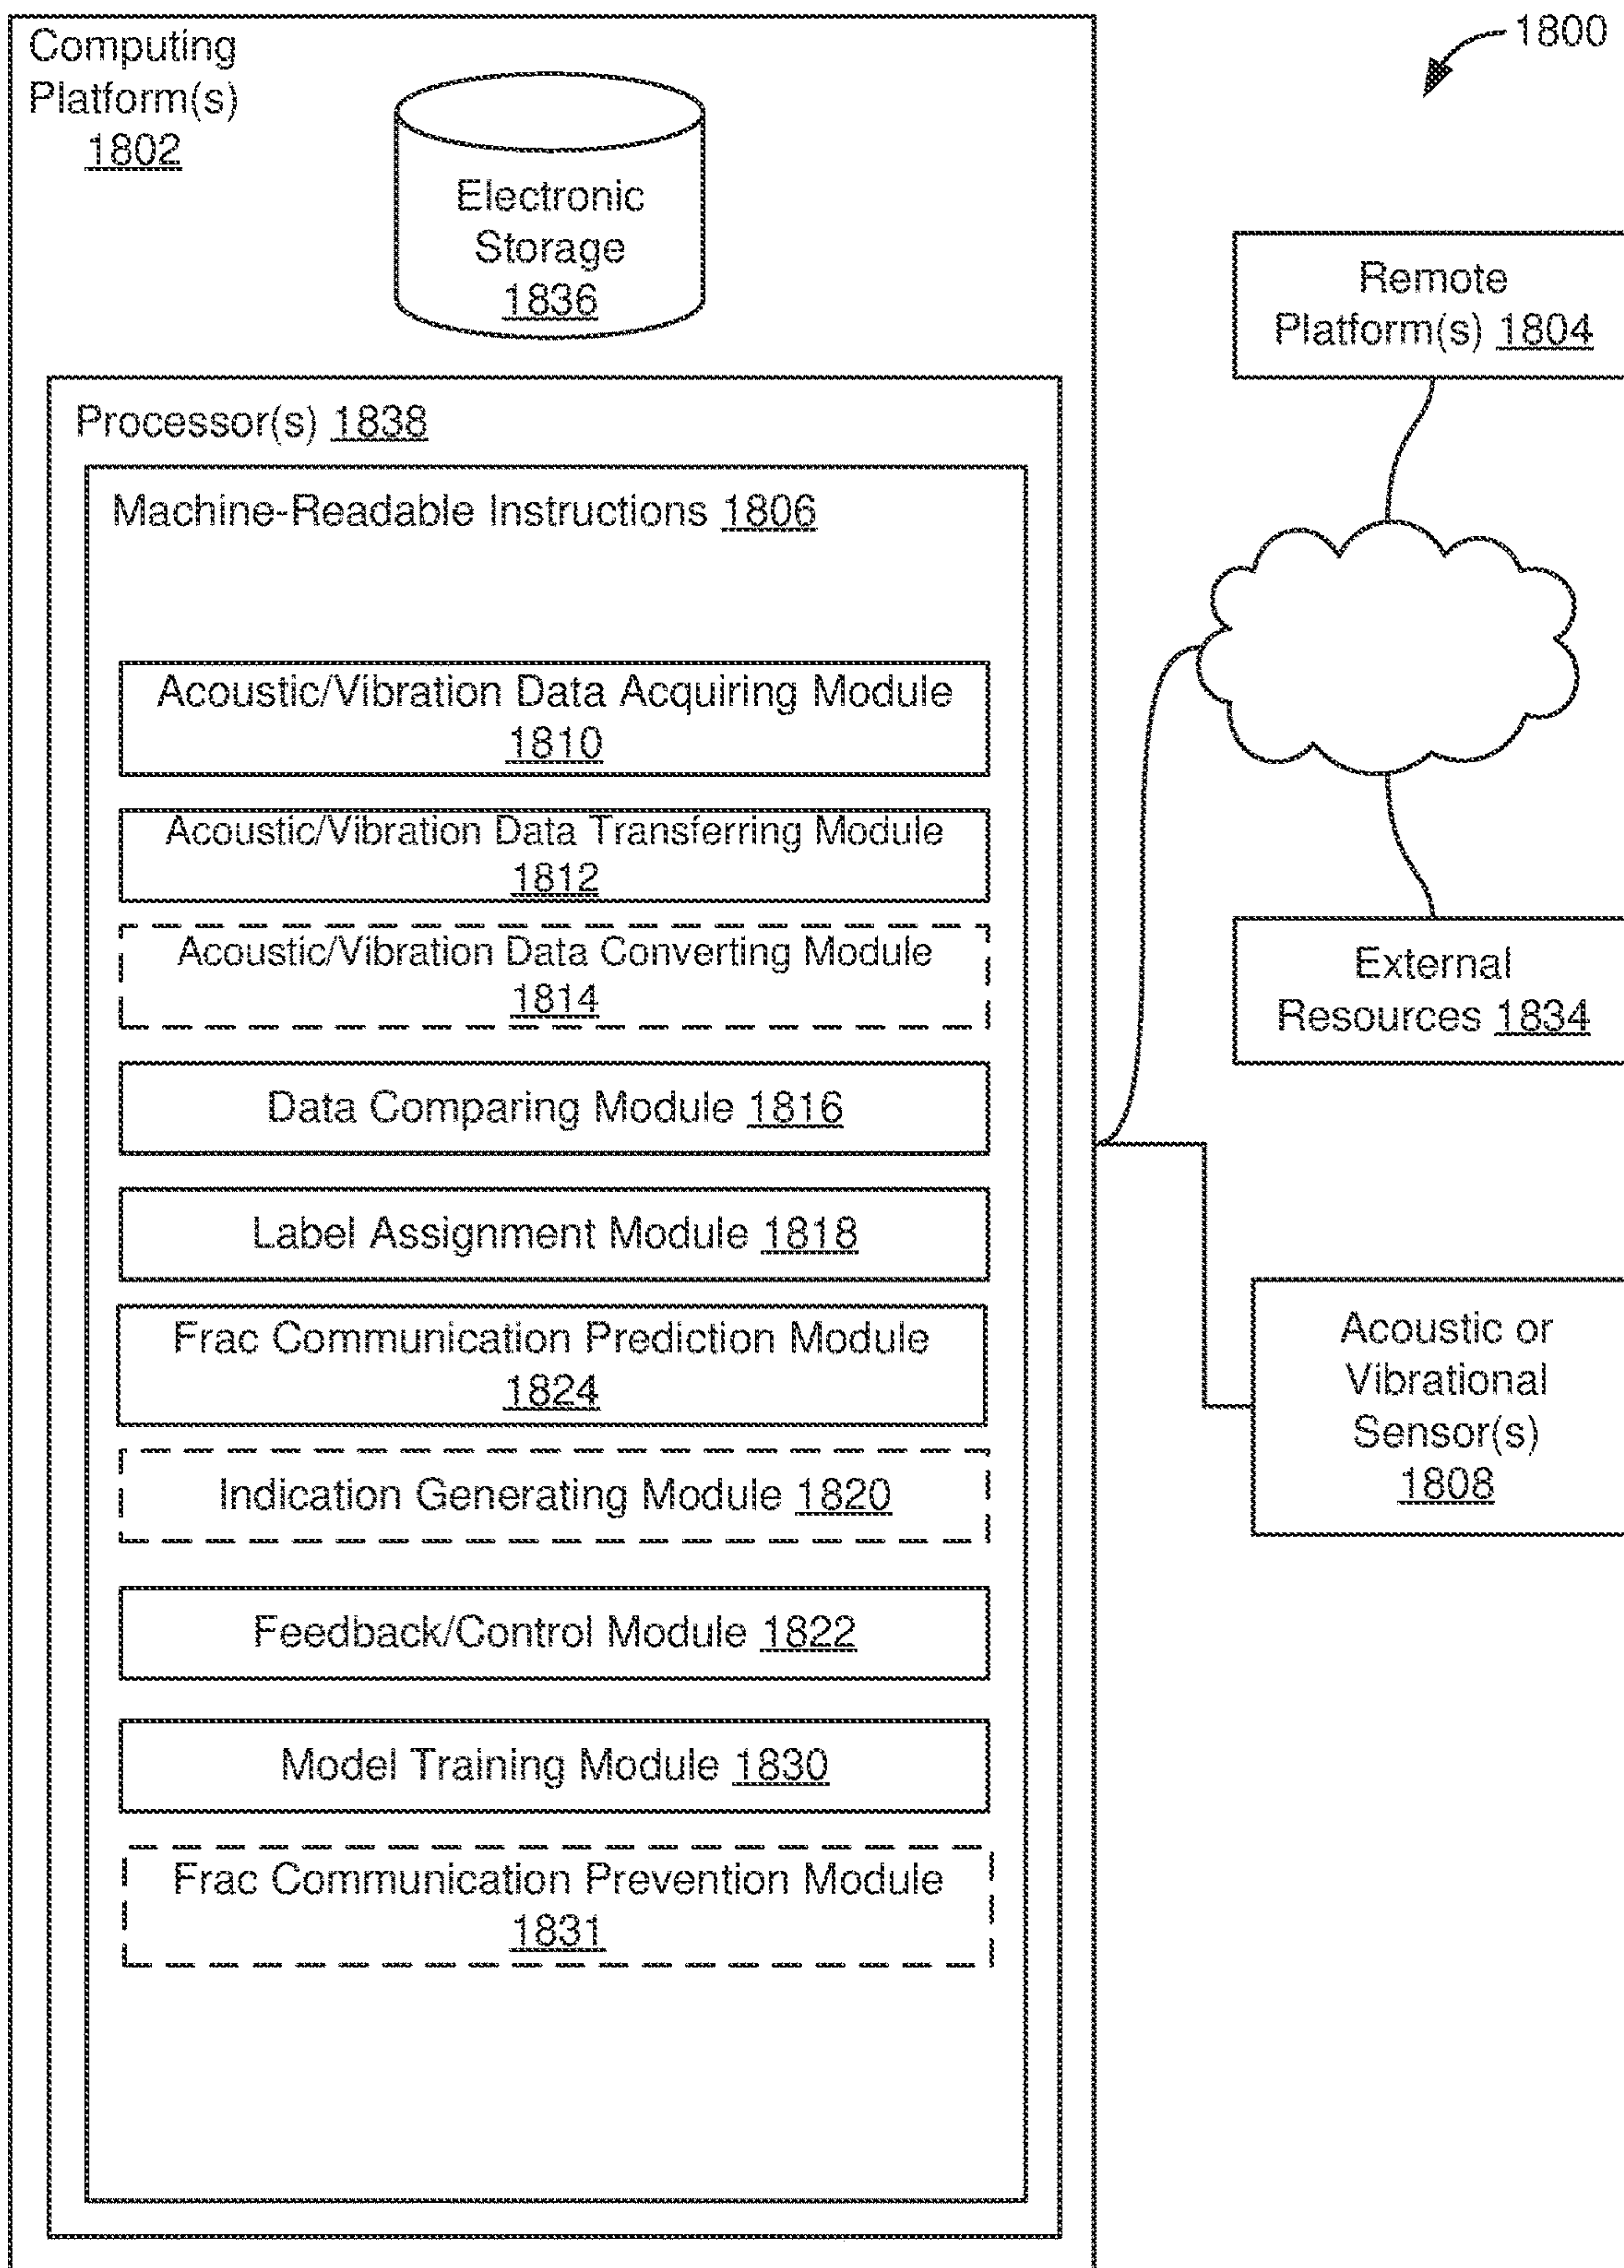 Computing
Platform(s)
1802
Electronic
Storage
1836
Processor(s) 1838
Machine-Readable Instructions 1806
Acoustic/Vibration Data Acquiring Module
1810
Acoustic/Vibration Data Transferring Module
1812
Acoustic/Vibration Data Converting Module
1814
Data Comparing Module 1816
Label Assignment Module 1818
Frac Communication Prediction Module
1824
Indication Generating Module 1820
Feedback/Control Module 1822
Model Training Module 1830
Frac Communication Prevention Module
1831
1800
Remote
Platform(s) 1804
External
Resources 1834
Acoustic or
Vibrational
Sensor(s)
1808